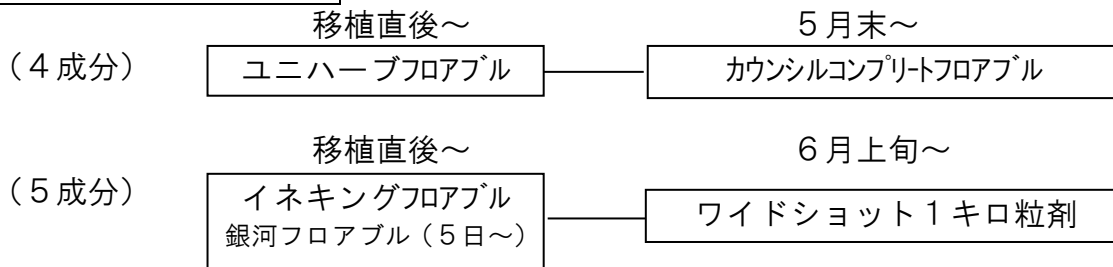 移植直後～ 5月末～
（4成分） ユニハーブフロアブル カウンシルコンプリートフロアブル
移植直後～ 6月上旬～
（5成分） イネキングフロアブル ワイドショット1キロ粒剤
銀河フロアブル（5日～）